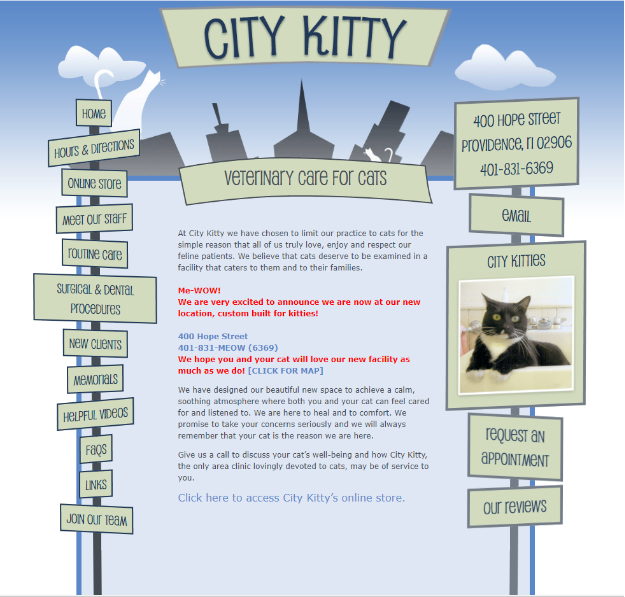 CITY KITTY
HOME
HOURS & DIRECTIONS
ONLINE STORE
MEET OUR STAFF
ROUTINE CARE
SURGICAL & DENTAL
PROCEDURES
NEW CLIENTS
MEMORIALS
HELPFUL VIDEOS
FAQS
LINKS
JOIN OUR TEAM
VETERINARY CARE FOR CATS
At City Kitty we have chosen to limit our practice to cats for the
simple reason that all of us truly love, enjoy and respect our
feline patients. We believe that cats deserve to be examined in a
facility that caters to them and to their families.
Me-WOW!
We are very excited to announce we are now at our new
location, custom built for kitties!
400 Hope Street
401-831-MEOW (6369)
We hope you and your cat will love our new facility as
much as we do! [CLICK FOR MAP]
We have designed our beautiful new space to achieve a calm,
soothing atmosphere where both you and your cat can feel cared
for and listened to. We are here to heal and to comfort. We
promise to take your concerns seriously and we will always
remember that your cat is the reason we are here.
Give us a call to discuss your cat's well-being and how City Kitty,
the only area clinic lovingly devoted to cats, may be of service to
you.
Click here to access City Kitty's online store.
400 HOPE STREET
PROVIDENCE, RI 02906
401-831-6369
EMAIL
CITY KITTIES
REQUEST AN
APPOINTMENT
OUR REVIEWS